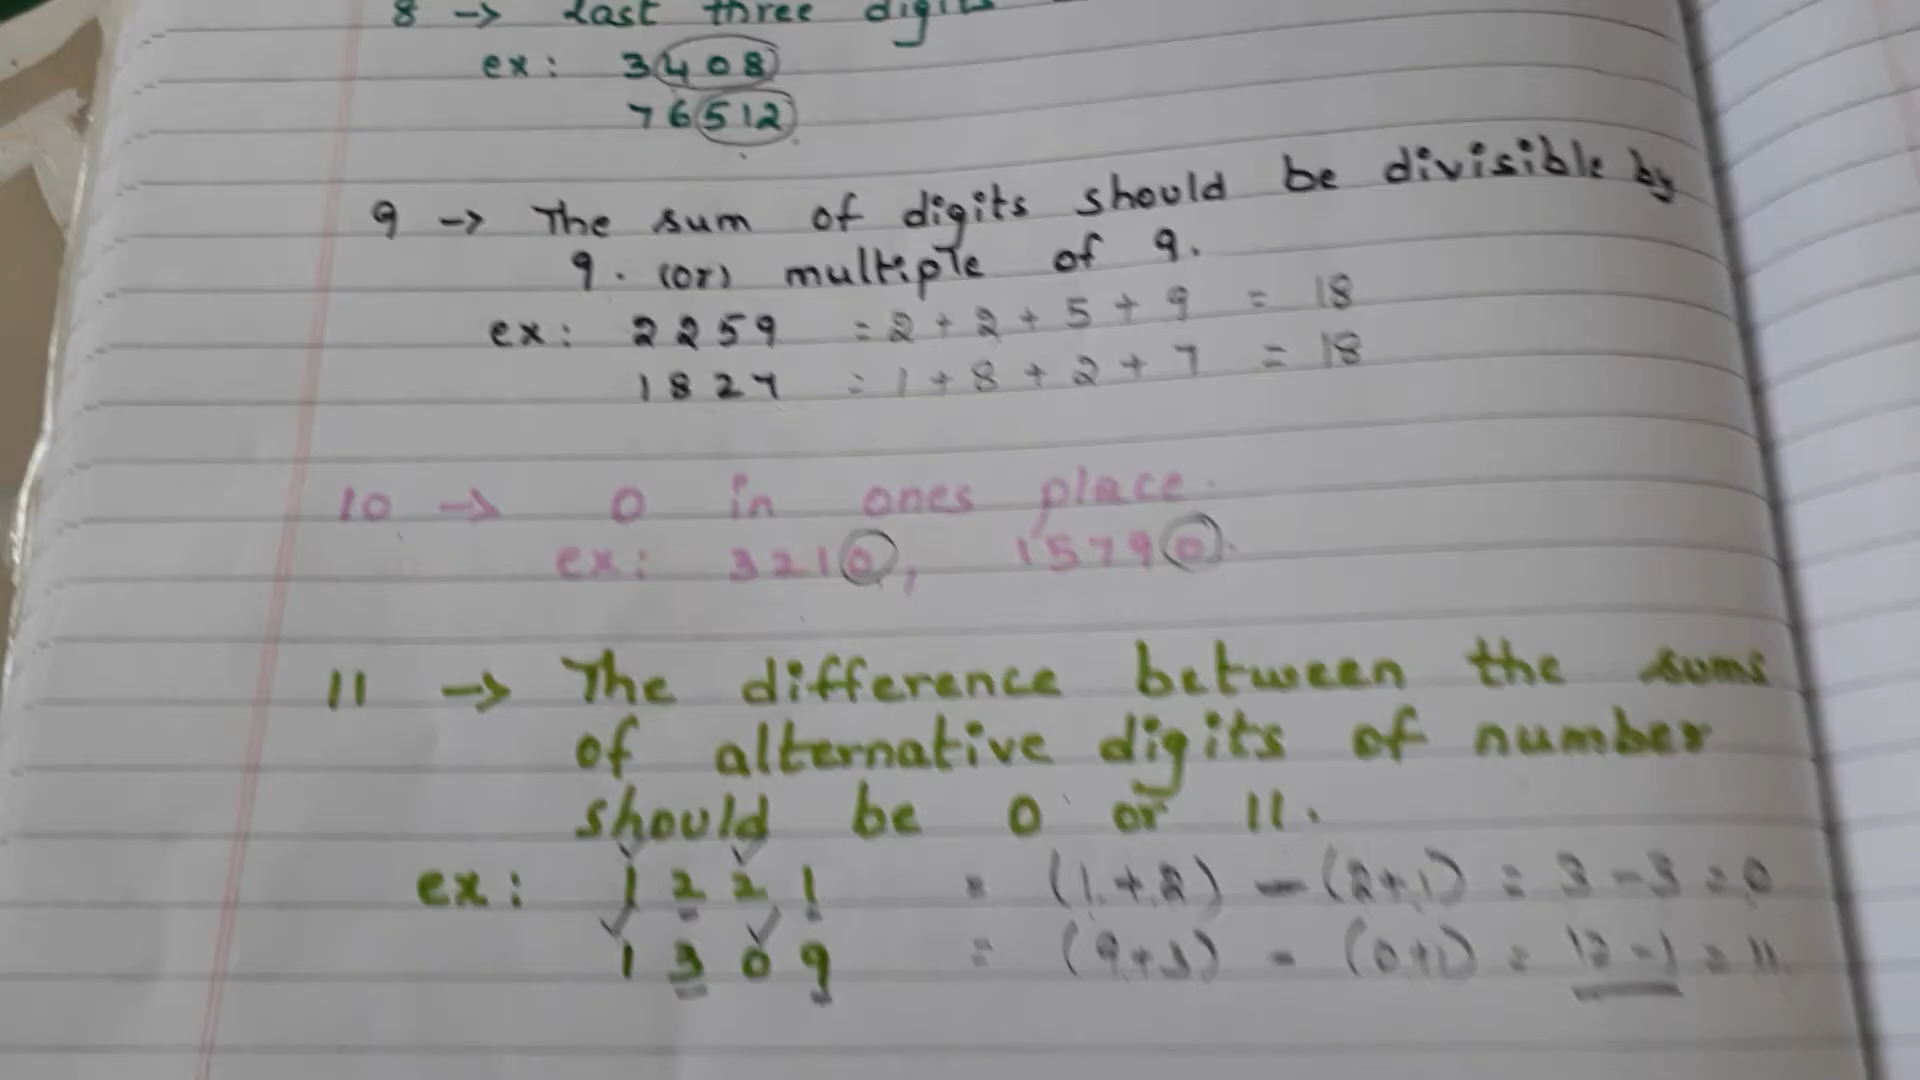 8 → Last three digits
ex: 3408
76512
9 → The sum of digits should be divisible by
9. (or) multiple of 9.
ex: 2259 = 2+2+5+9 = 18
1827 = 1+8+2+7 = 18
10 → 0 in ones place.
ex: 3210, 15790.
11 → The difference between the sums
of alternative digits of number
should be 0 or 11.
ex: 1221 = (1+2) - (2+1) = 3-3=0
1309 = (9+3) - (0+1) = 12-1=11